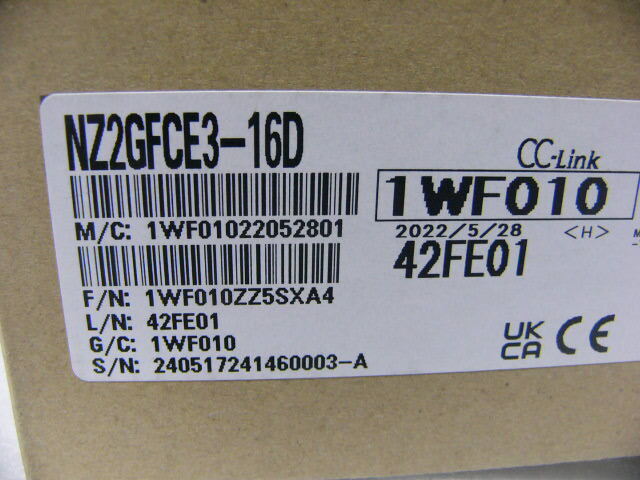 NZ2GFCE3-16D
CC-Link
1WF010
M/C: 1WF01022052801
2022/5/28 <H>
42FE01
F/N: 1WF010ZZ5SXA4
L/N: 42FE01
G/C: 1WF010
S/N: 240517241460003-A
UK
CA CE